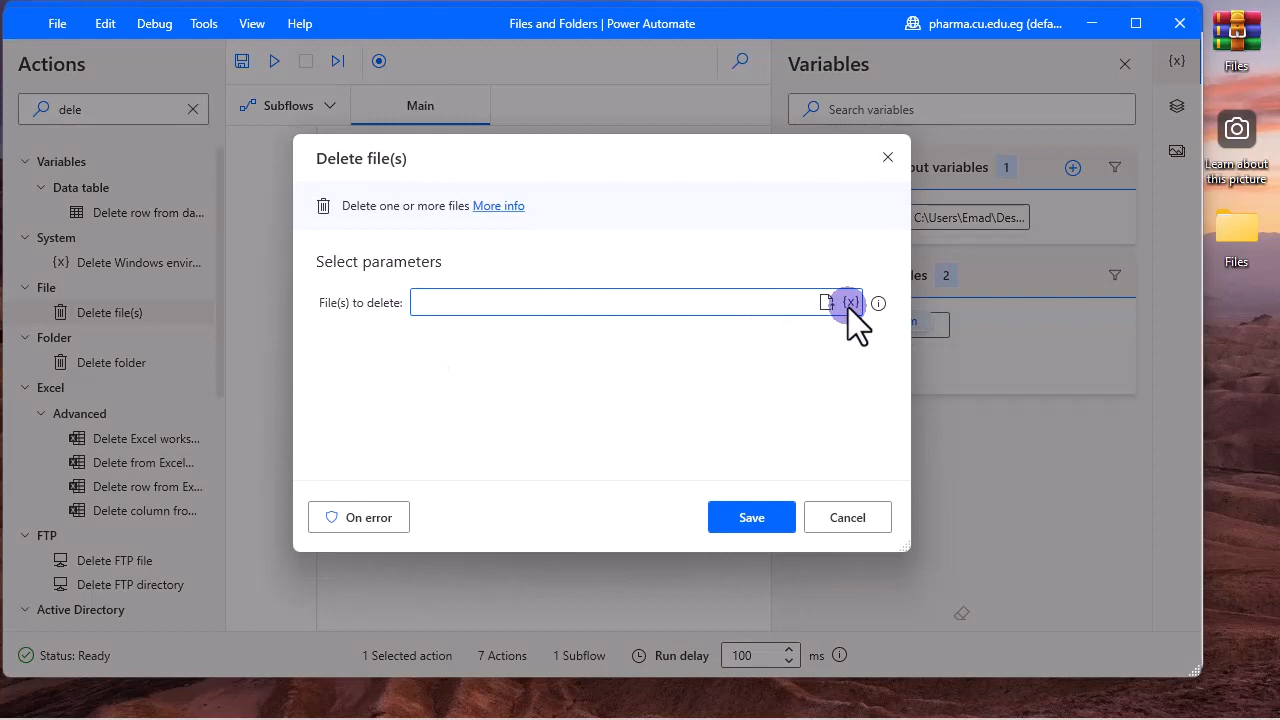 File Edit Debug Tools View Help
Files and Folders | Power Automate
pharma.cu.edu.eg (defa...
Actions
dele
Variables
Data table
Delete row from da...
System
{x} Delete Windows envir...
File
Delete file(s)
Folder
Delete folder
Excel
Advanced
Delete Excel works...
Delete from Excel...
Delete row from Ex...
Delete column fro...
FTP
Delete FTP file
Delete FTP directory
Active Directory
Subflows
Main
Delete file(s)
Delete one or more files More info
Select parameters
File(s) to delete:
{x}
On error
Save
Cancel
Variables
{x}
Search variables
variables 1
C:\Users\Emad\Des...
2
Status: Ready
1 Selected action
7 Actions
1 Subflow
Run delay
100
ms
Files
Learn about
this picture
Files